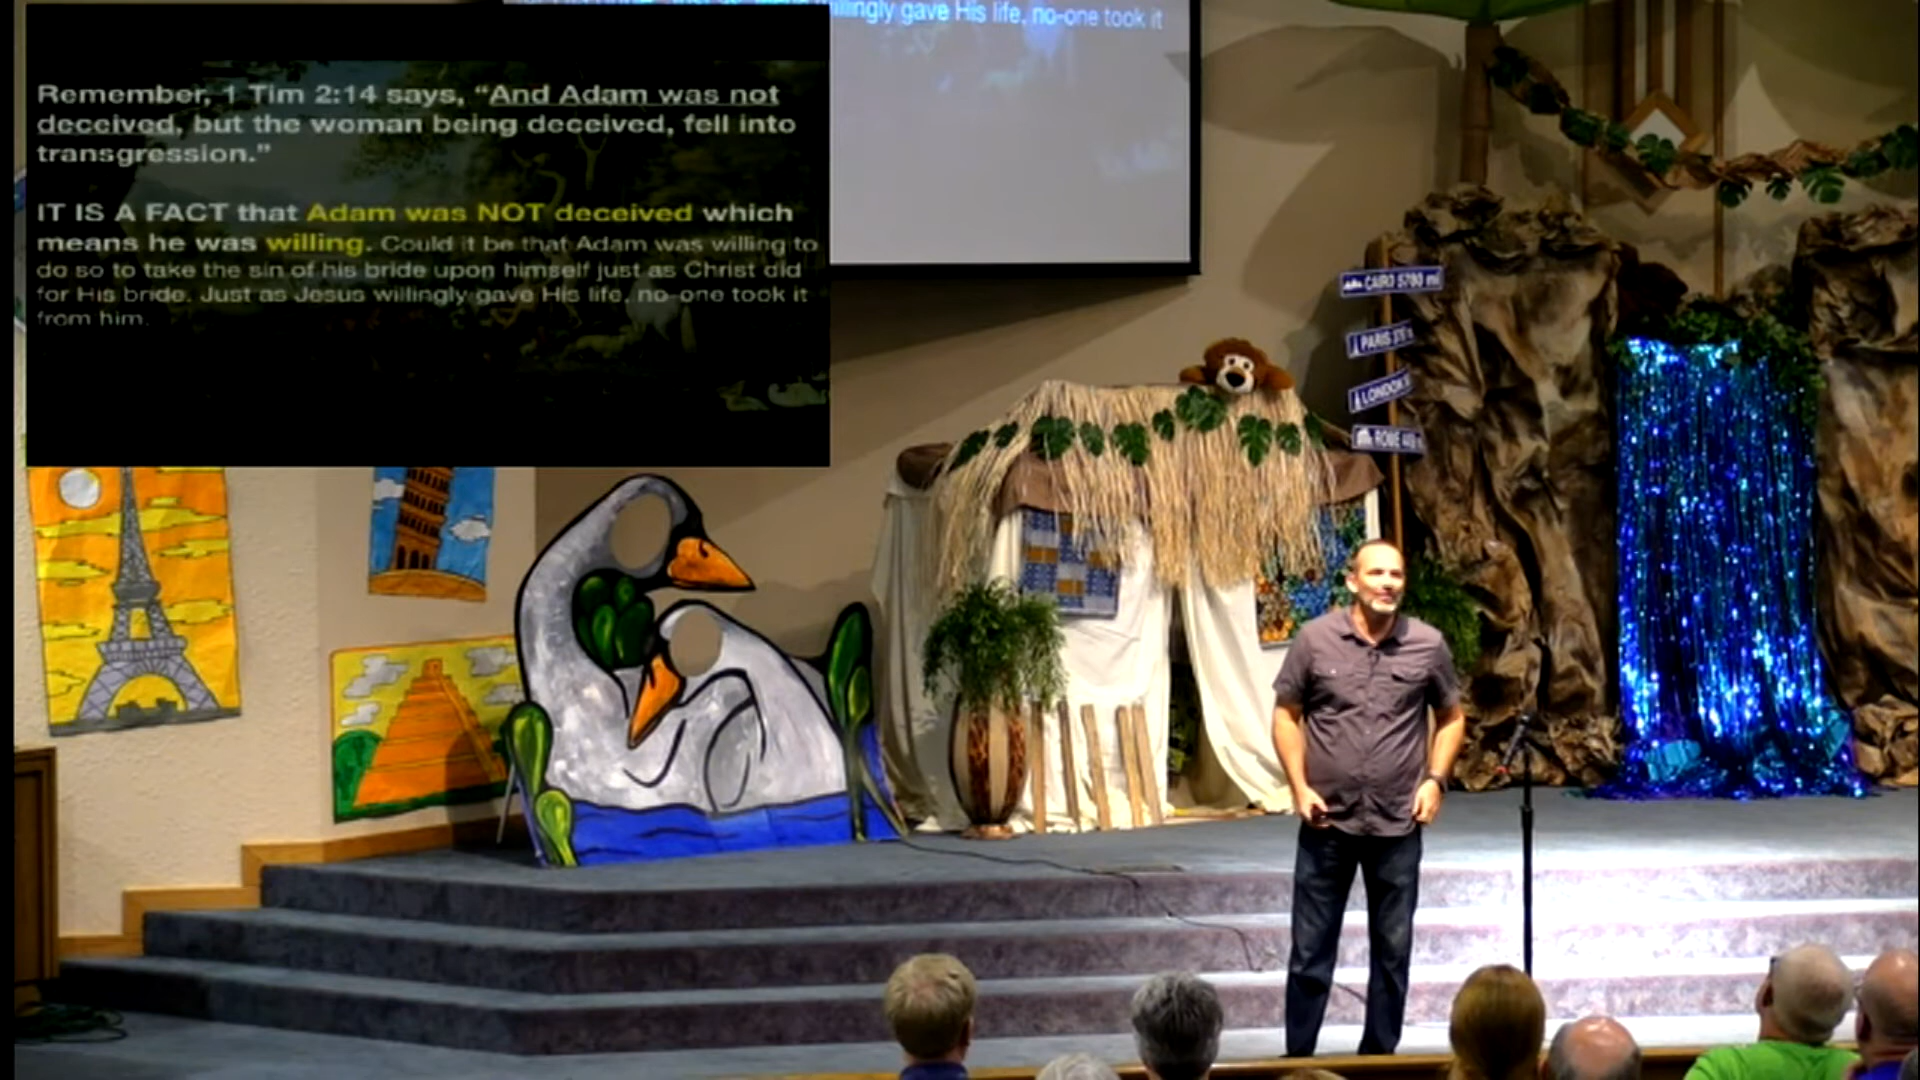 Remember, 1 Tim 2:14 says, “And Adam was not
deceived, but the woman being deceived, fell into
transgression.”
IT IS A FACT that Adam was NOT deceived which
means he was willing. Could it be that Adam was willing to
do so to take the sin of his bride upon himself just as Christ did
for His bride. Just as Jesus willingly gave His life, no-one took it
from him.
willingly gave His life, no-one took it
CAIRO 5780 mi
PARIS
LONDON
ROME